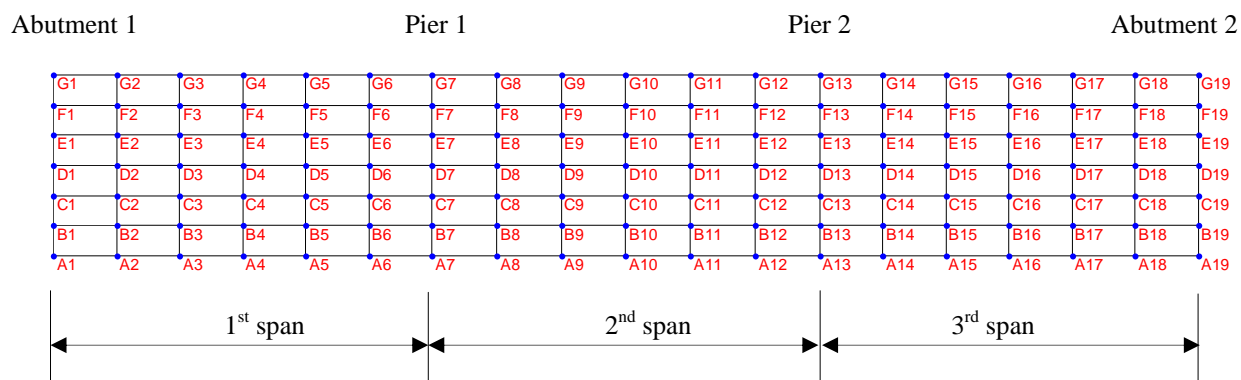 Abutment 1 Pier 1 Pier 2 Abutment 2
G1 G2 G3 G4 G5 G6 G7 G8 G9 G10 G11 G12 G13 G14 G15 G16 G17 G18 G19
F1 F2 F3 F4 F5 F6 F7 F8 F9 F10 F11 F12 F13 F14 F15 F16 F17 F18 F19
E1 E2 E3 E4 E5 E6 E7 E8 E9 E10 E11 E12 E13 E14 E15 E16 E17 E18 E19
D1 D2 D3 D4 D5 D6 D7 D8 D9 D10 D11 D12 D13 D14 D15 D16 D17 D18 D19
C1 C2 C3 C4 C5 C6 C7 C8 C9 C10 C11 C12 C13 C14 C15 C16 C17 C18 C19
B1 B2 B3 B4 B5 B6 B7 B8 B9 B10 B11 B12 B13 B14 B15 B16 B17 B18 B19
A1 A2 A3 A4 A5 A6 A7 A8 A9 A10 A11 A12 A13 A14 A15 A16 A17 A18 A19
1st span 2nd span 3rd span